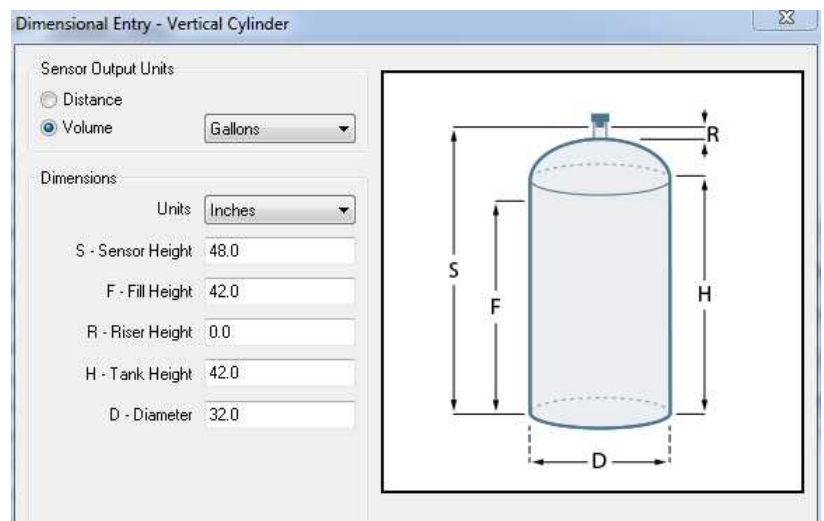 Dimensional Entry - Vertical Cylinder
Sensor Output Units
Distance
Volume Gallons
Dimensions
Units Inches
S - Sensor Height 48.0
F - Fill Height 42.0
R - Riser Height 0.0
H - Tank Height 42.0
D - Diameter 32.0
R
S
F
H
D